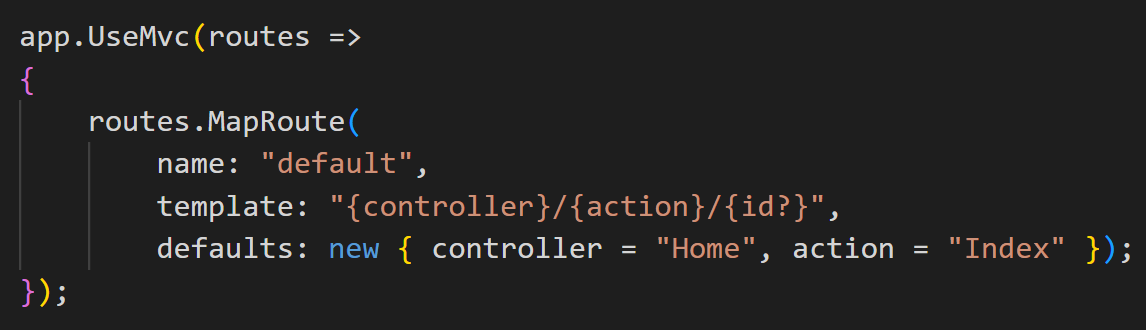 app.UseMvc(routes =>
{
    routes.MapRoute(
        name: "default",
        template: "{controller}/{action}/{id?}",
        defaults: new { controller = "Home", action = "Index" });
});